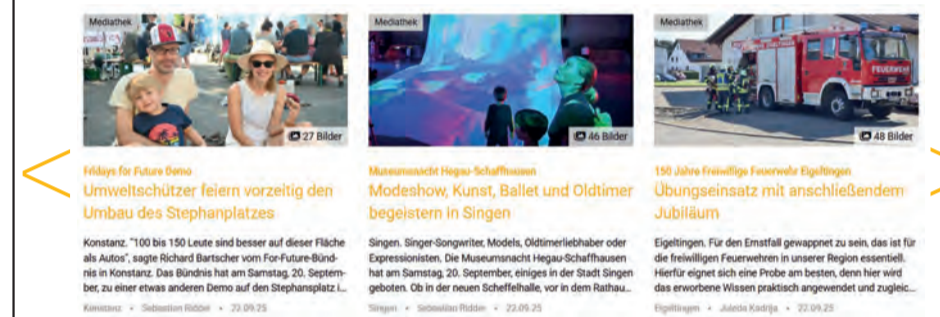 Mediathek
27 Bilder
Fridays for Future Demo
Umweltschützer feiern vorzeitig den
Umbau des Stephanplatzes
Konstanz. "100 bis 150 Leute sind besser auf dieser Fläche
als Autos", sagte Richard Bartscher vom For-Future-Bünd-
nis in Konstanz. Das Bündnis hat am Samstag, 20. Septem-
ber, zu einer etwas anderen Demo auf den Stephansplatz i...
Konstanz • Sebastian Ridder • 22.09.25
Mediathek
46 Bilder
Museumsnacht Hegau-Schaffhausen
Modeshow, Kunst, Ballet und Oldtimer
begeistern in Singen
Singen. Singer-Songwriter, Models, Oldtimerliebhaber oder
Expressionisten. Die Museumsnacht Hegau-Schaffhausen
hat am Samstag, 20. September, einiges in der Stadt Singen
geboten. Ob in der neuen Scheffelhalle, vor in dem Rathau...
Singen • Sebastian Ridder • 22.09.25
Mediathek
FEUERWEHR
48 Bilder
150 Jahre Freiwillige Feuerwehr Eigeltingen
Übungseinsatz mit anschließendem
Jubiläum
Eigeltingen. Für den Ernstfall gewappnet zu sein, das ist für
die freiwilligen Feuerwehren in unserer Region essentiell.
Hierfür eignet sich eine Probe am besten, denn hier wird
das erworbene Wissen praktisch angewendet und zugleic...
Eigeltingen • Juleda Kadrija • 22.09.25